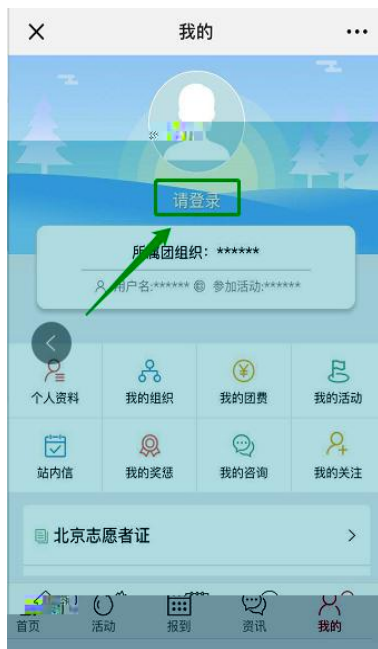 我的
请登录
所属团组织：******
用户名:****** 参加活动:******
个人资料 我的组织 我的团费 我的活动
站内信 我的奖惩 我的咨询 我的关注
北京志愿者证
首页 活动 报到 资讯 我的